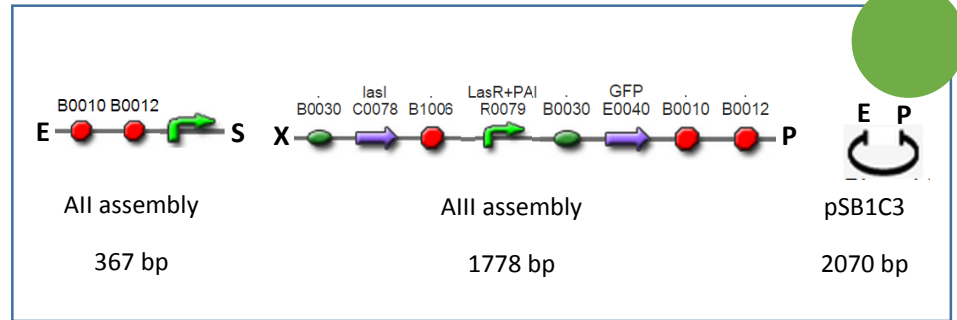 lasI LasR+PAI GFP
B0010 B0012 B0030 C0078 B1006 R0079 B0030 E0040 B0010 B0012 E P
E S X P
AII assembly AIII assembly pSB1C3
367 bp 1778 bp 2070 bp